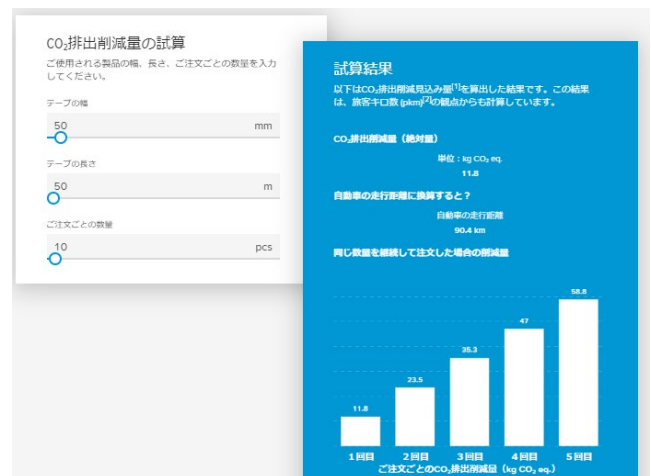 CO₂排出削減量の試算
ご使用される製品の幅、長さ、ご注文ごとの数量を入力
してください。
テープの幅
50 mm
テープの長さ
50 m
ご注文ごとの数量
10 pcs
試算結果
以下はCO₂排出削減見込み量[1]を算出した結果です。この結果
は、旅客キロ数 (pkm)[2]の観点からも計算しています。
CO₂排出削減量（絶対量）
単位：kg CO₂ eq.
11.8
自動車の走行距離に換算すると？
自動車の走行距離
90.4 km
同じ数量を継続して注文した場合の削減量
58.8
47
35.3
23.5
11.8
1回目 2回目 3回目 4回目 5回目
ご注文ごとのCO₂排出削減量（kg CO₂ eq.）